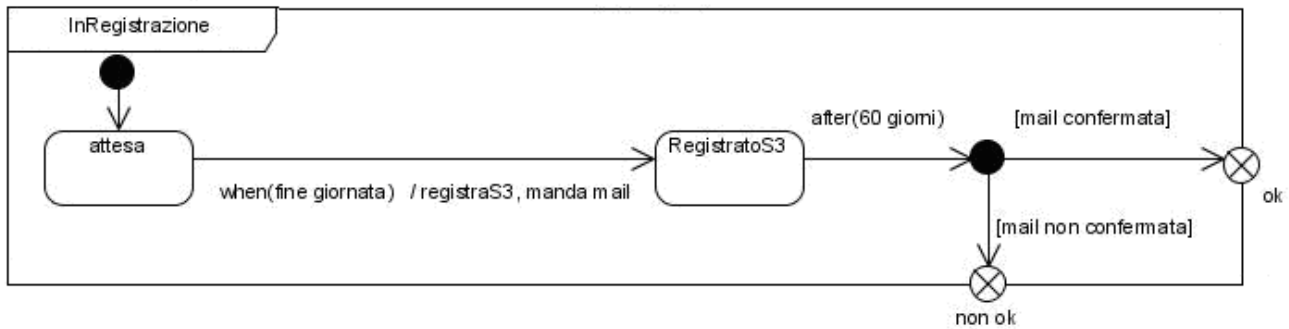 InRegistrazione
attesa
when(fine giornata) / registraS3, manda mail
RegistratoS3
after(60 giorni)
[mail confermata]
ok
[mail non confermata]
non ok